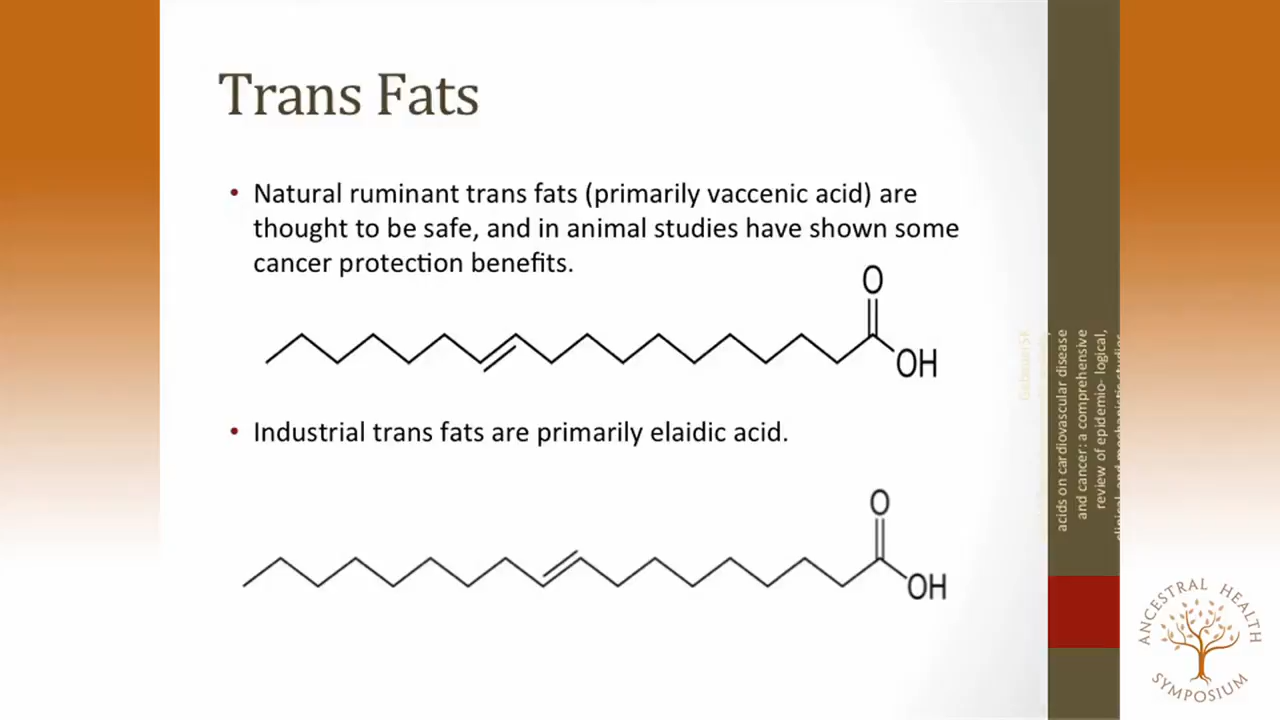 Trans Fats
• Natural ruminant trans fats (primarily vaccenic acid) are
thought to be safe, and in animal studies have shown some
cancer protection benefits.
O
OH
• Industrial trans fats are primarily elaidic acid.
O
OH
acids on cardiovascular disease
and cancer: a comprehensive
review of epidemio- logical,
ANCESTRAL HEALTH
SYMPOSIUM